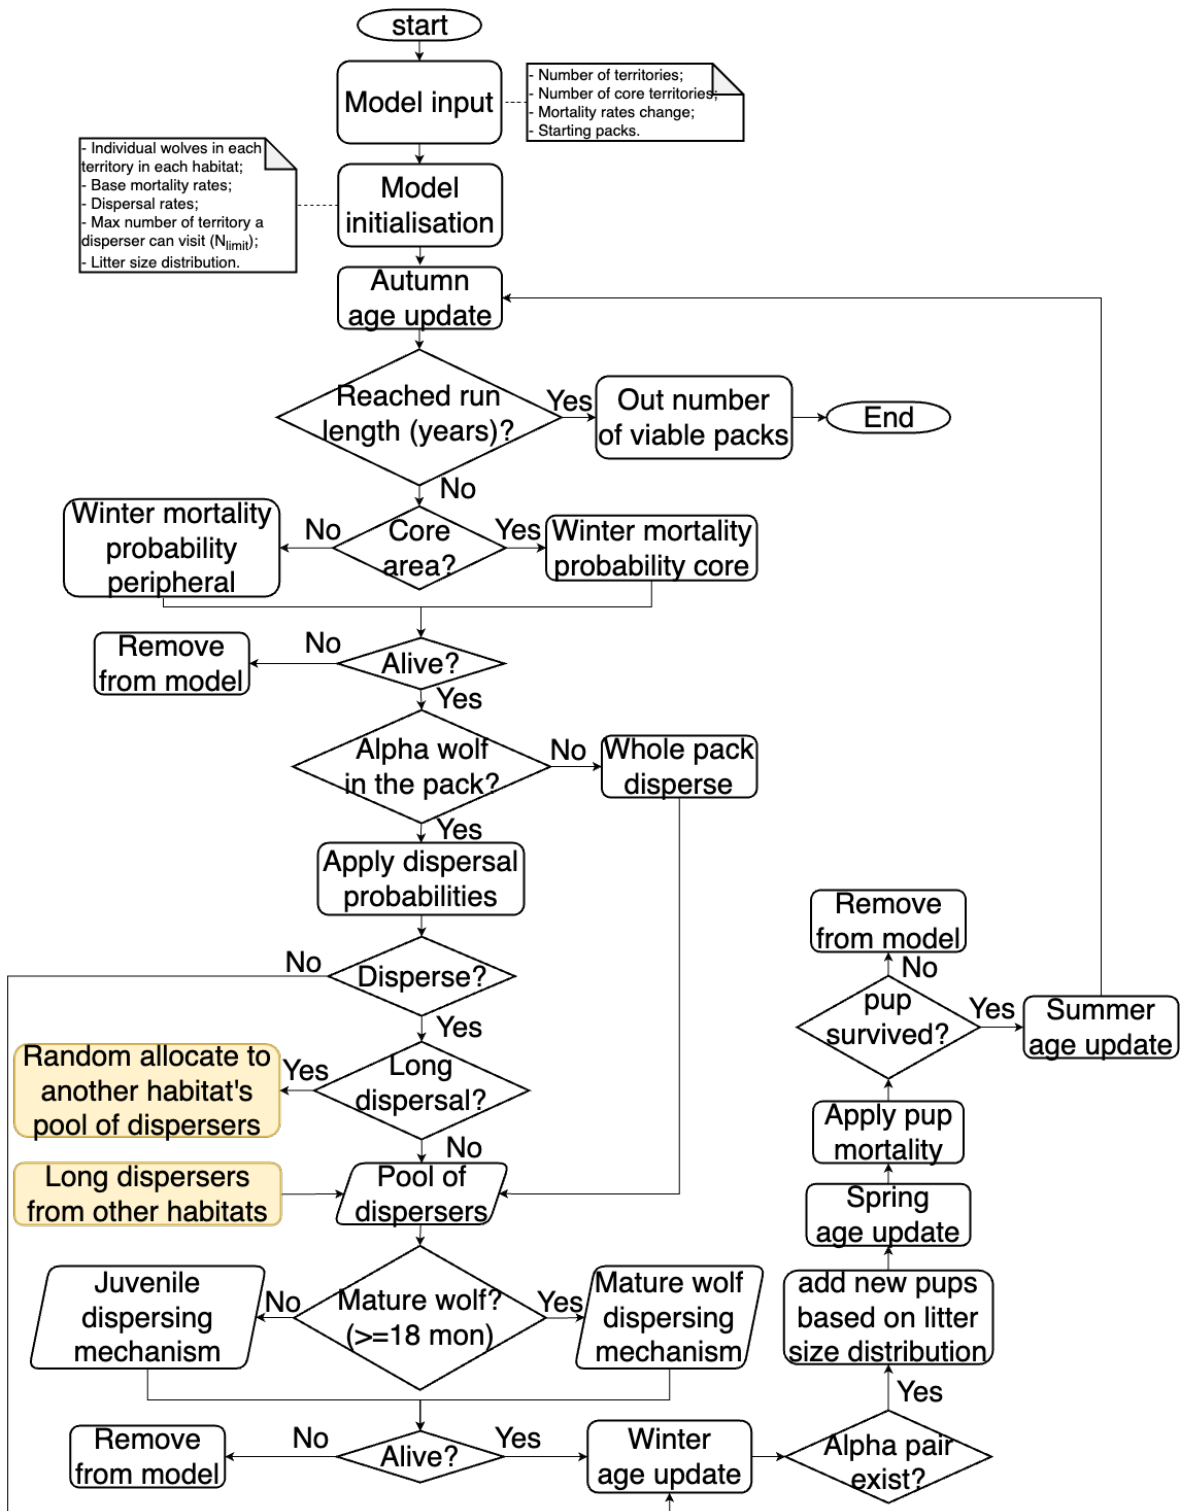 start
Model input
- Number of territories;
- Number of core territories;
- Mortality rates change;
- Starting packs.
- Individual wolves in each
territory in each habitat;
- Base mortality rates;
- Dispersal rates;
- Max number of territory a
disperser can visit (Nlimit);
- Litter size distribution.
Model
initialisation
Autumn
age update
Reached run
length (years)?
Yes
Out number
of viable packs
End
No
Winter mortality
probability
peripheral
No
Core
area?
Yes
Winter mortality
probability core
Remove
from model
No
Alive?
Yes
Alpha wolf
in the pack?
No
Whole pack
disperse
Yes
Apply dispersal
probabilities
No
Disperse?
Yes
Random allocate to
another habitat's
pool of dispersers
Yes
Long
dispersal?
No
Long dispersers
from other habitats
Pool of
dispersers
Juvenile
dispersing
mechanism
No
Mature wolf?
(>=18 mon)
Yes
Mature wolf
dispersing
mechanism
Remove
from model
No
Alive?
Yes
Winter
age update
Alpha pair
exist?
Yes
add new pups
based on litter
size distribution
Spring
age update
Apply pup
mortality
pup
survived?
No
Remove
from model
Yes
Summer
age update